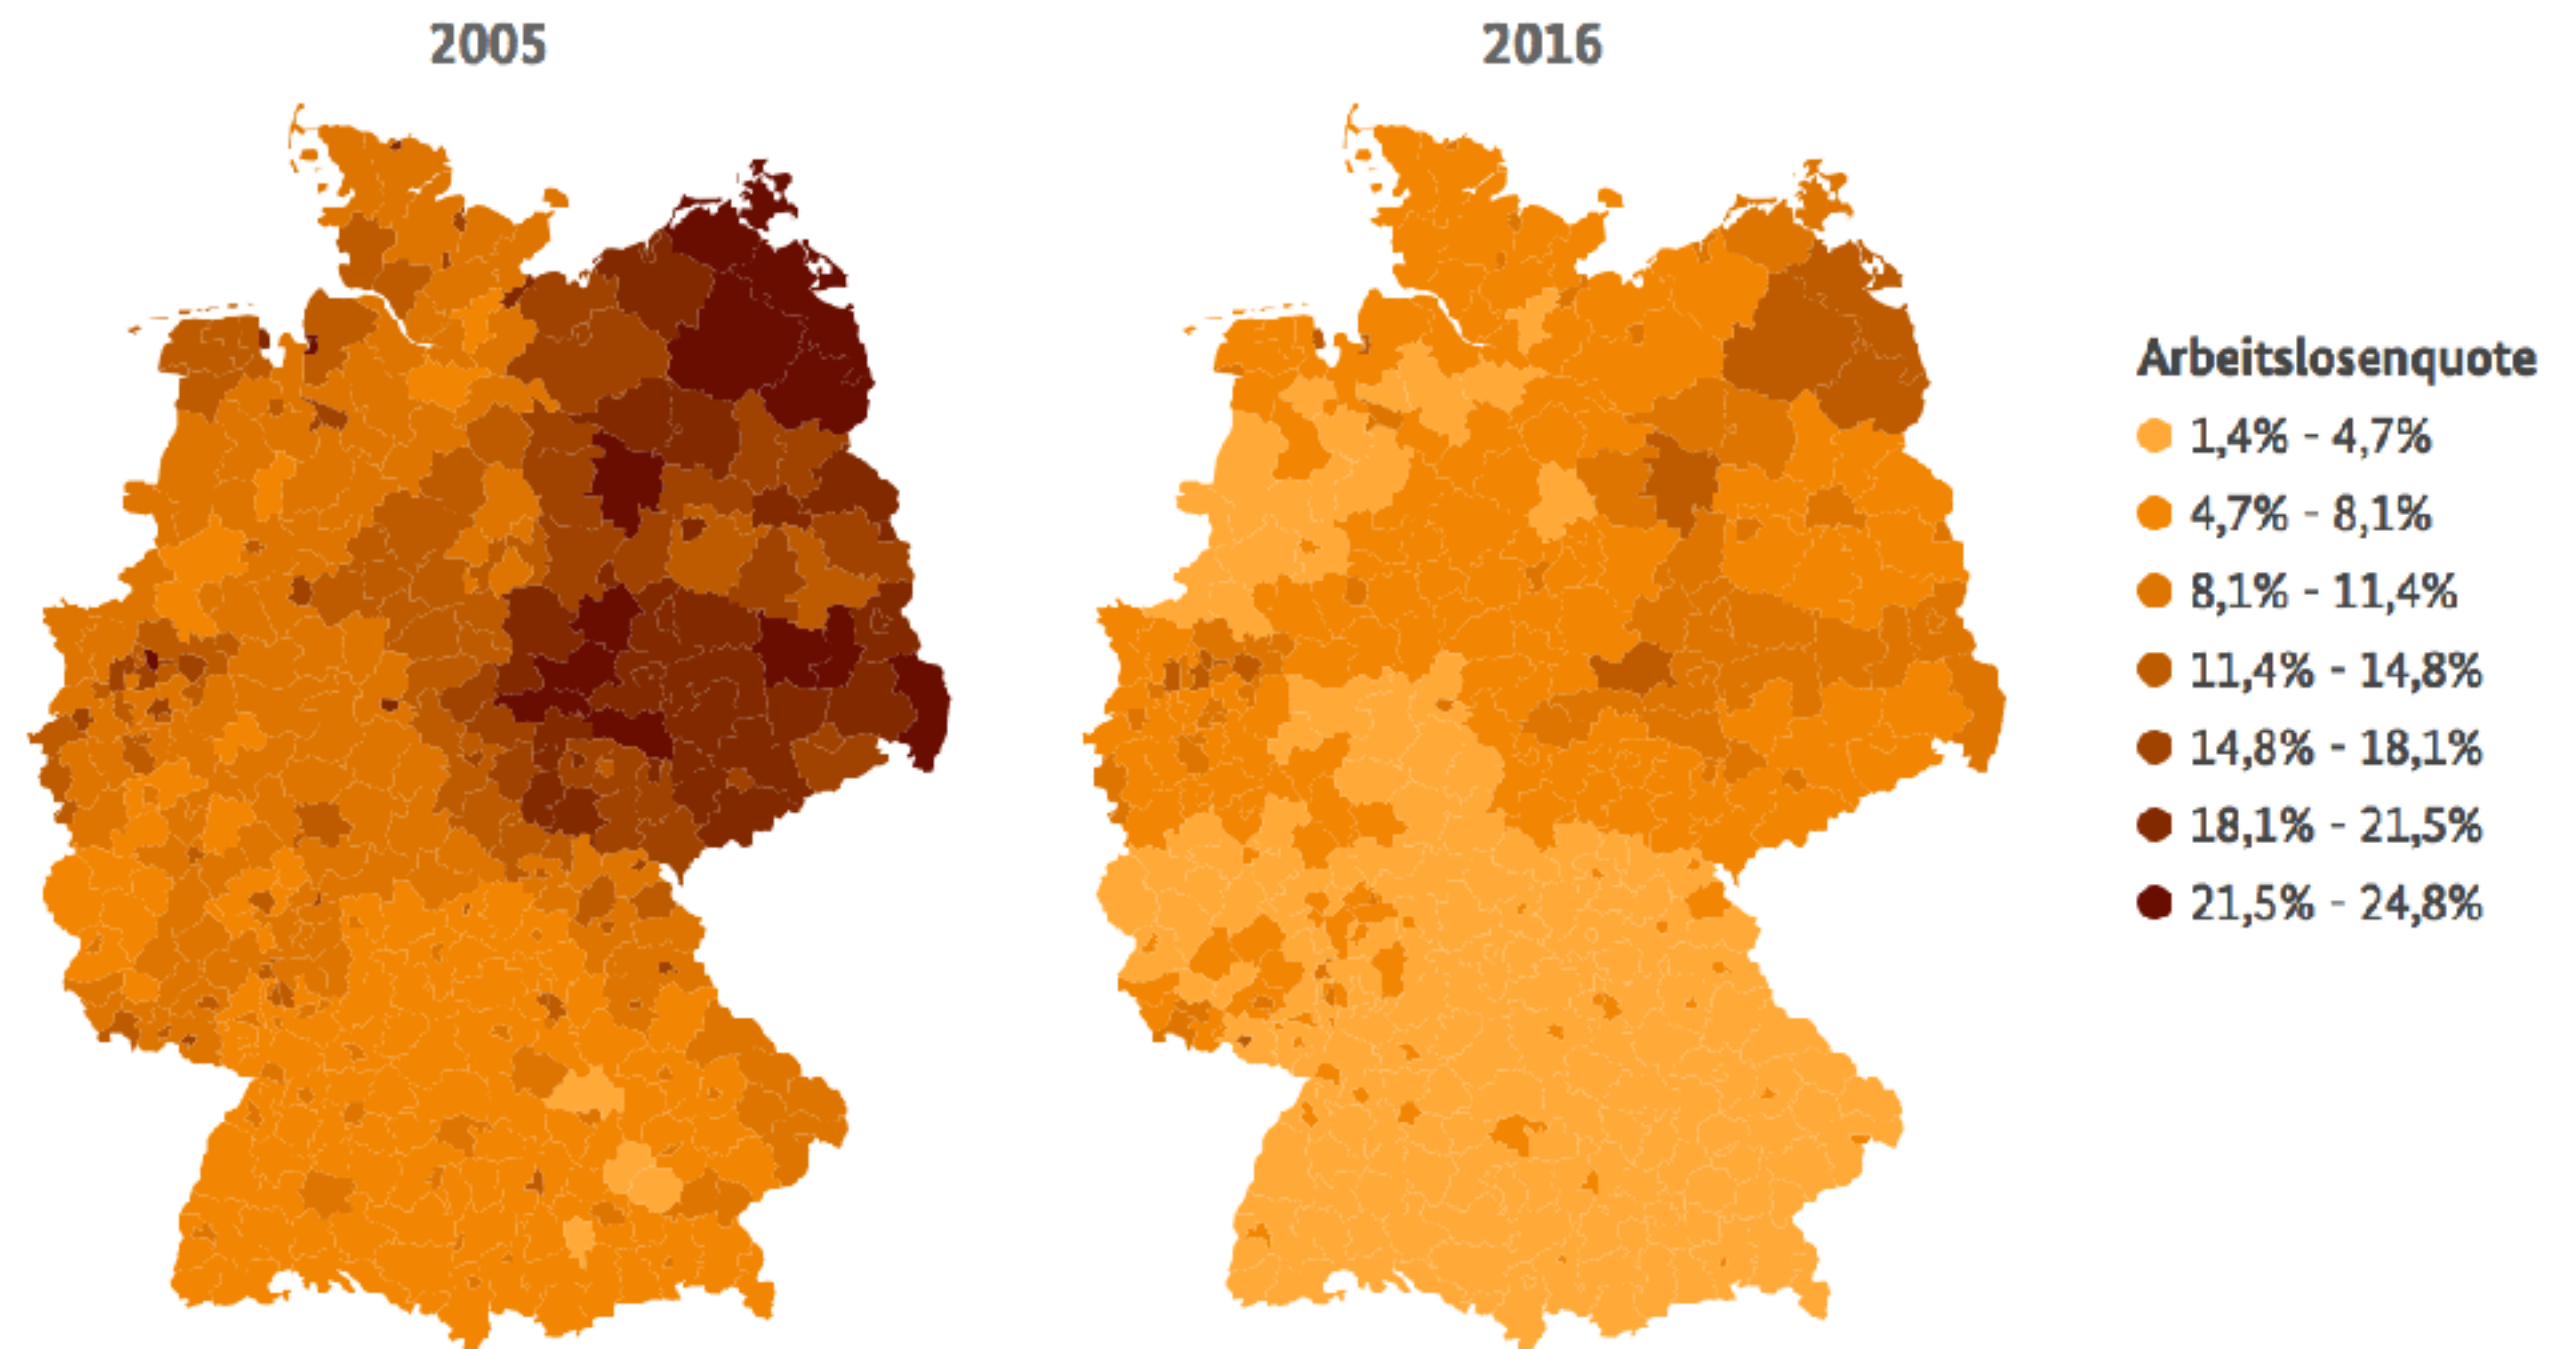 2005
2016
Arbeitslosenquote
1,4% - 4,7%
4,7% - 8,1%
8,1% - 11,4%
11,4% - 14,8%
14,8% - 18,1%
18,1% - 21,5%
21,5% - 24,8%